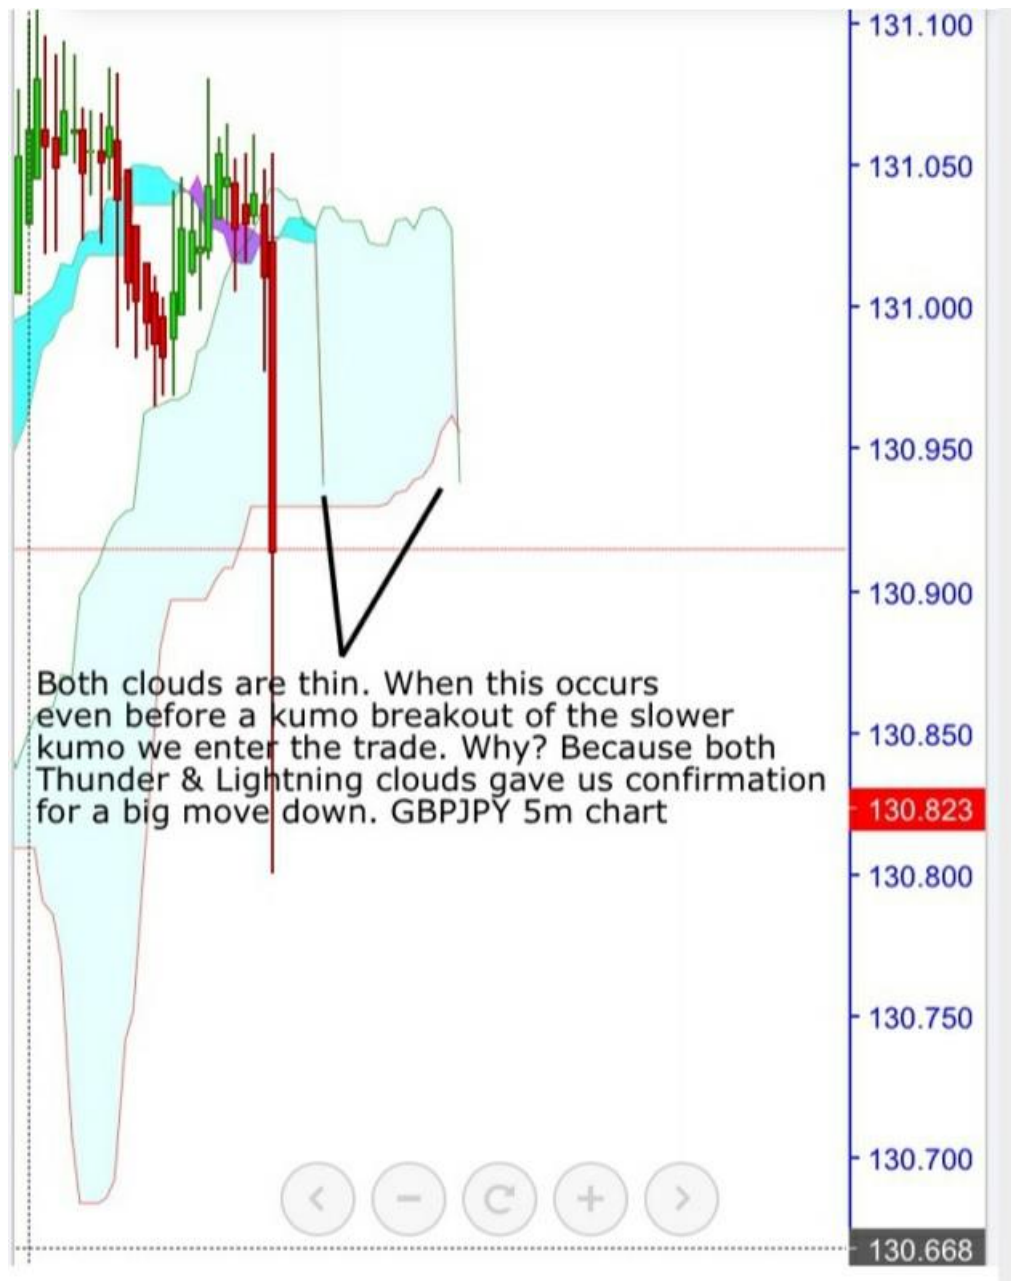 131.100
131.050
131.000
130.950
130.900
Both clouds are thin. When this occurs
even before a kumo breakout of the slower
kumo we enter the trade. Why? Because both
Thunder & Lightning clouds gave us confirmation
for a big move down. GBPJPY 5m chart
130.850
130.823
130.800
130.750
130.700
130.668